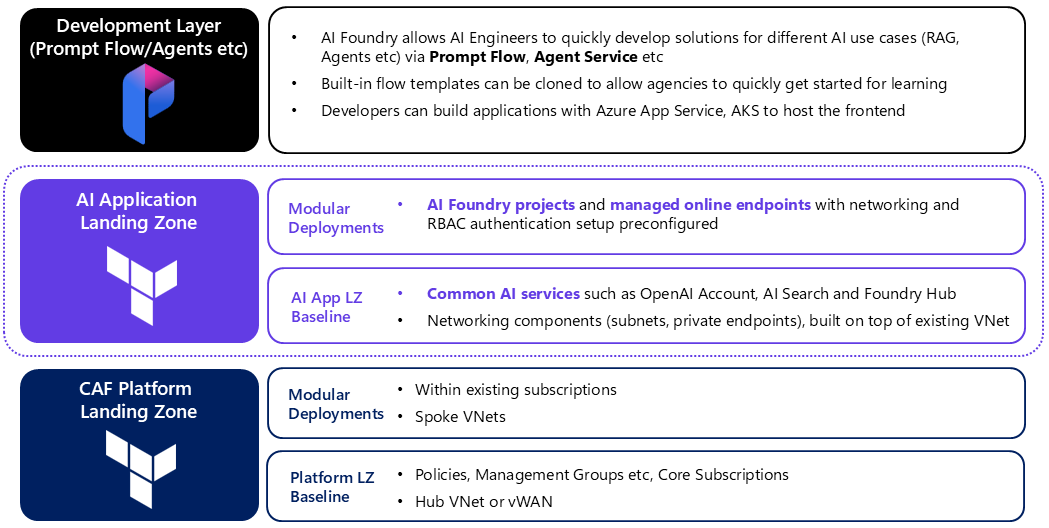 Development Layer
(Prompt Flow/Agents etc)
• AI Foundry allows AI Engineers to quickly develop solutions for different AI use cases (RAG,
Agents etc) via Prompt Flow, Agent Service etc
• Built-in flow templates can be cloned to allow agencies to quickly get started for learning
• Developers can build applications with Azure App Service, AKS to host the frontend
AI Application
Landing Zone
Modular
Deployments
• AI Foundry projects and managed online endpoints with networking and
RBAC authentication setup preconfigured
AI App LZ
Baseline
• Common AI services such as OpenAI Account, AI Search and Foundry Hub
• Networking components (subnets, private endpoints), built on top of existing VNet
CAF Platform
Landing Zone
Modular
Deployments
• Within existing subscriptions
• Spoke VNets
Platform LZ
Baseline
• Policies, Management Groups etc, Core Subscriptions
• Hub VNet or vWAN